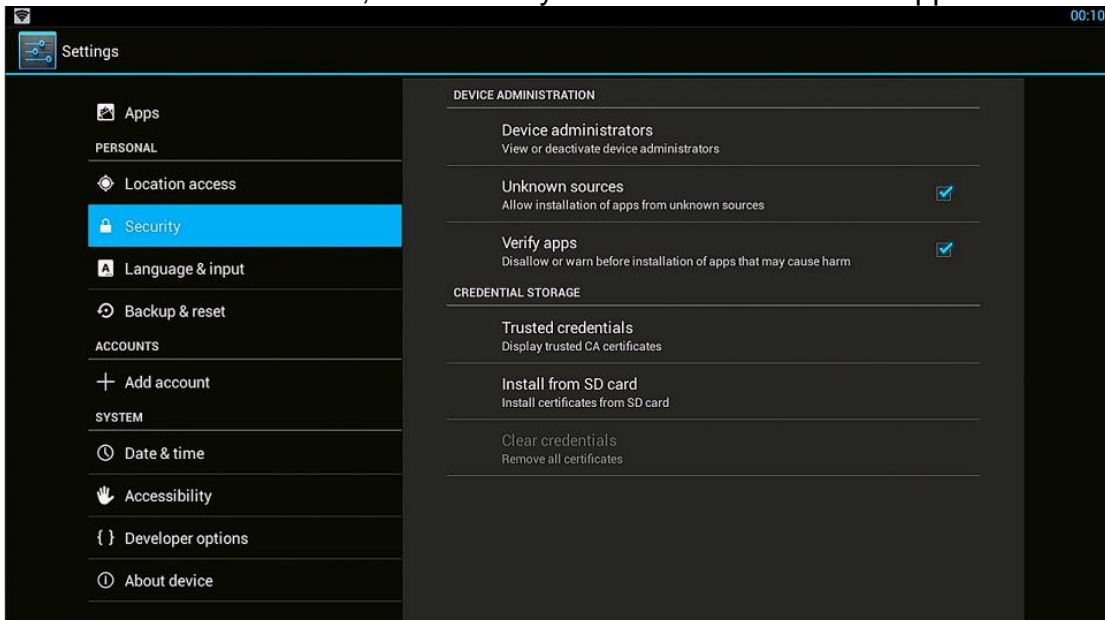 00:10
Settings
Apps
PERSONAL
Location access
Security
Language & input
Backup & reset
ACCOUNTS
Add account
SYSTEM
Date & time
Accessibility
{ } Developer options
About device
DEVICE ADMINISTRATION
Device administrators
View or deactivate device administrators
Unknown sources
Allow installation of apps from unknown sources
Verify apps
Disallow or warn before installation of apps that may cause harm
CREDENTIAL STORAGE
Trusted credentials
Display trusted CA certificates
Install from SD card
Install certificates from SD card
Clear credentials
Remove all certificates